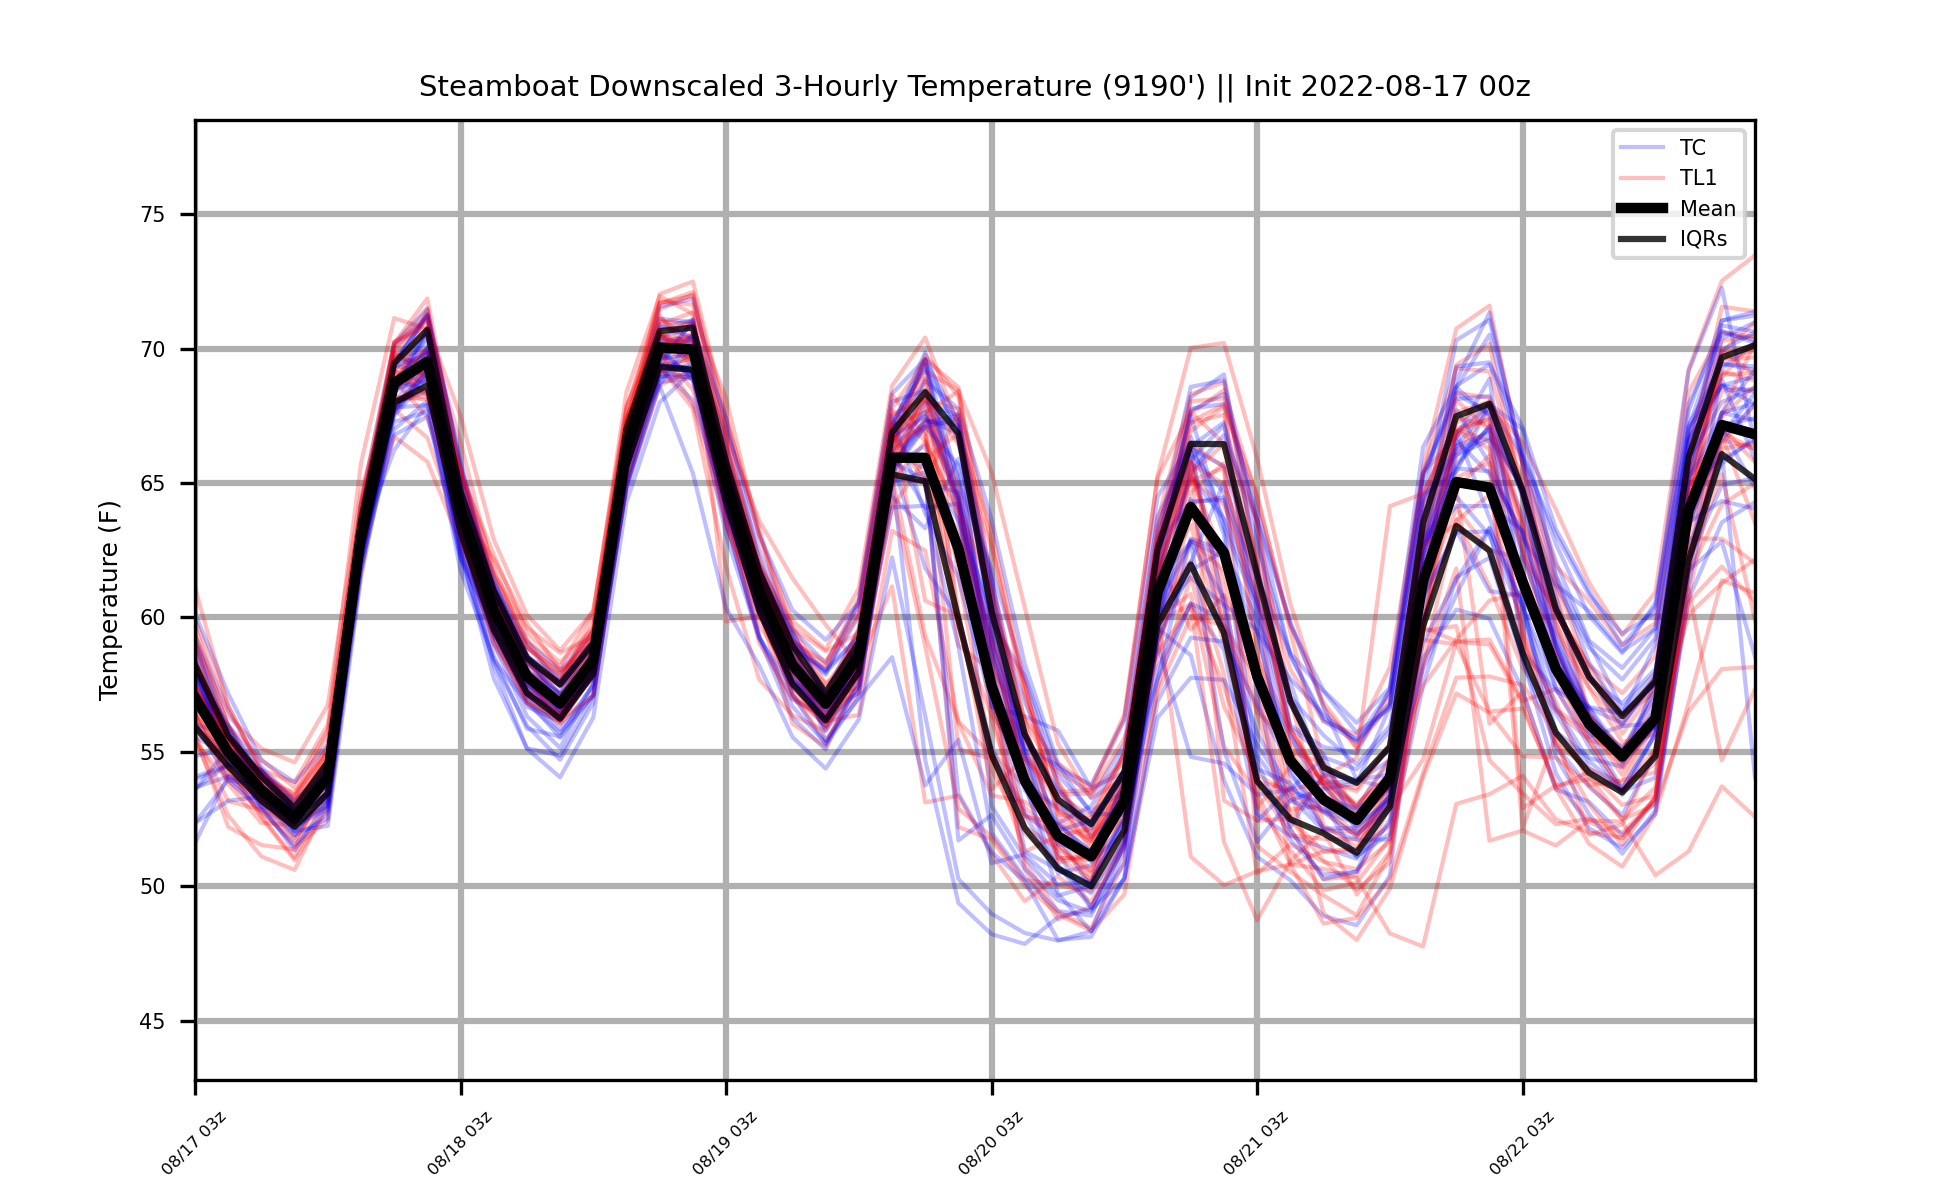 Steamboat Downscaled 3-Hourly Temperature (9190') || Init 2022-08-17 00z
TC
TL1
Mean
IQRs
Temperature (F)
75
70
65
60
55
50
45
08/17 03z
08/18 03z
08/19 03z
08/20 03z
08/21 03z
08/22 03z